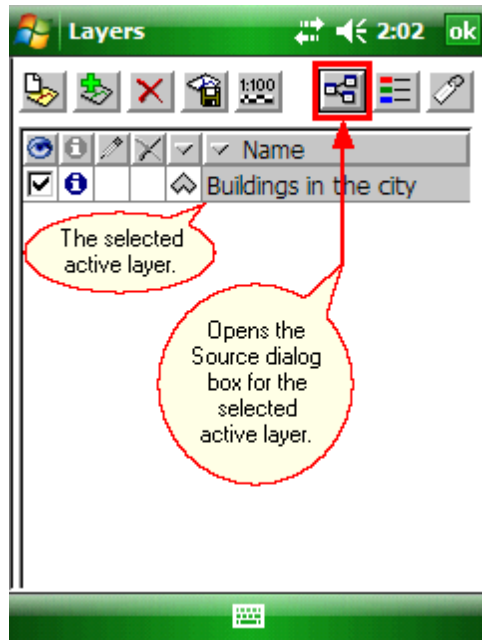 Layers 2:02 ok
1:100
Name
Buildings in the city
The selected
active layer.
Opens the
Source dialog
box for the
selected
active layer.